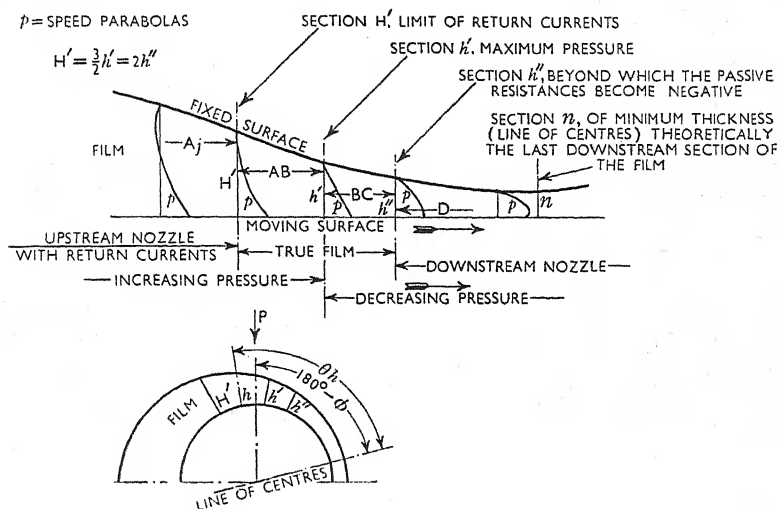 p = SPEED PARABOLAS
H′ = 3/2 h′ = 2h″
SECTION H′, LIMIT OF RETURN CURRENTS
SECTION h′, MAXIMUM PRESSURE
SECTION h″, BEYOND WHICH THE PASSIVE
RESISTANCES BECOME NEGATIVE
SECTION n, OF MINIMUM THICKNESS
(LINE OF CENTRES) THEORETICALLY
THE LAST DOWNSTREAM SECTION OF
THE FILM
FIXED SURFACE
FILM
Aj
H′
AB
h′
BC
h″
D
n
p
p
p
p
p
MOVING SURFACE
UPSTREAM NOZZLE
WITH RETURN CURRENTS
TRUE FILM
DOWNSTREAM NOZZLE
INCREASING PRESSURE
DECREASING PRESSURE
P
θh
180°-ϕ
FILM
H′
h
h′
h″
LINE OF CENTRES